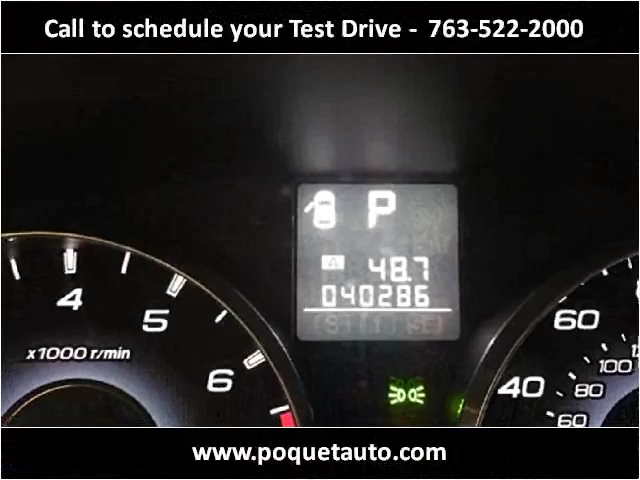 Call to schedule your Test Drive - 763-522-2000
P
A 48.7
040286
4
5
6
x1000 r/min
60
40
100
80
60
www.poquetauto.com